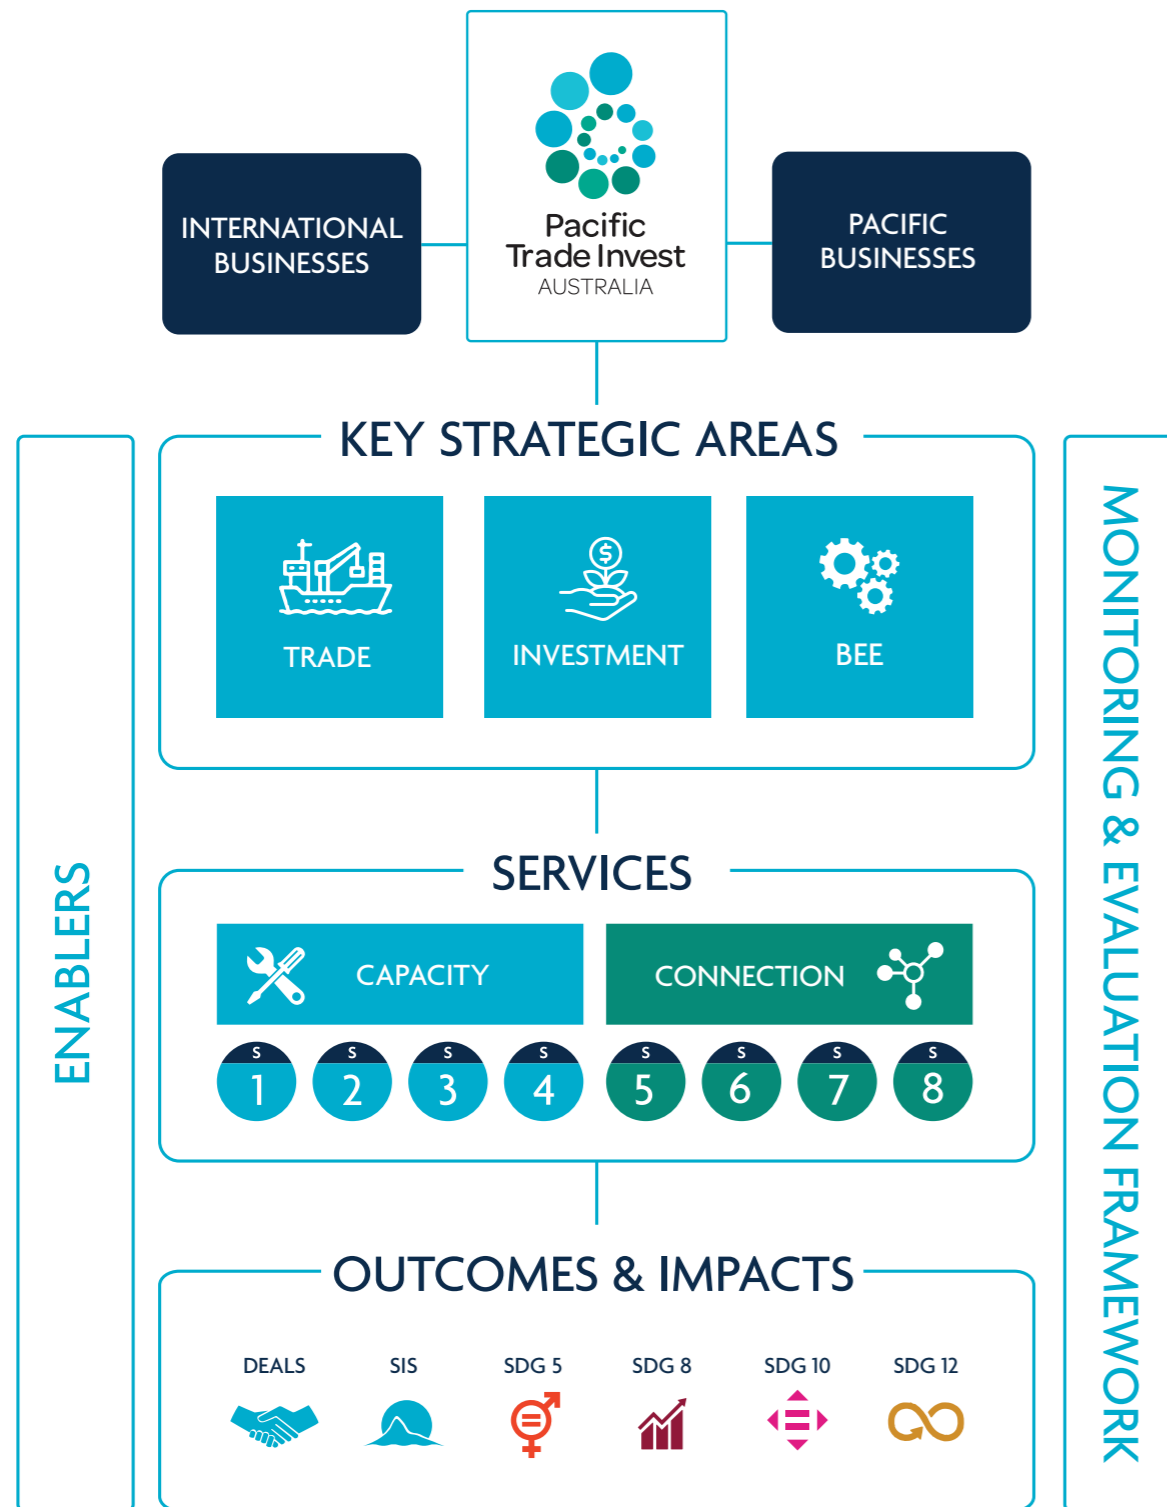 Pacific
Trade Invest
AUSTRALIA
INTERNATIONAL
BUSINESSES
PACIFIC
BUSINESSES
KEY STRATEGIC AREAS
TRADE
$
INVESTMENT
BEE
SERVICES
CAPACITY
CONNECTION
S S S S S S S S
1 2 3 4 5 6 7 8
OUTCOMES & IMPACTS
DEALS SIS SDG 5 SDG 8 SDG 10 SDG 12
ENABLERS
MONITORING & EVALUATION FRAMEWORK